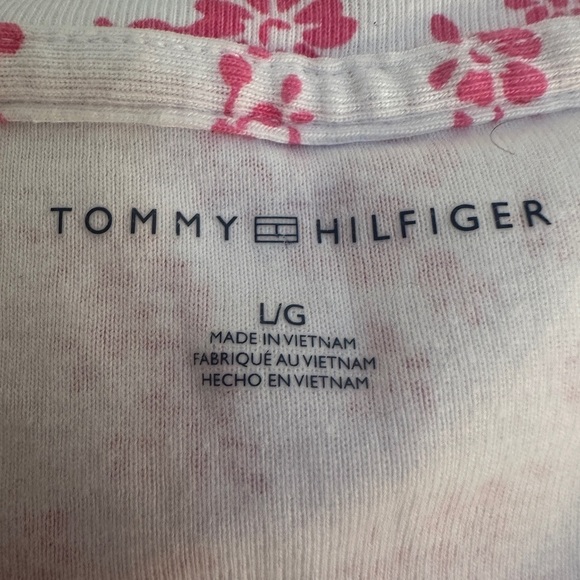 TOMMY HILFIGER
L/G
MADE IN VIETNAM
FABRIQUÉ AU VIETNAM
HECHO EN VIETNAM